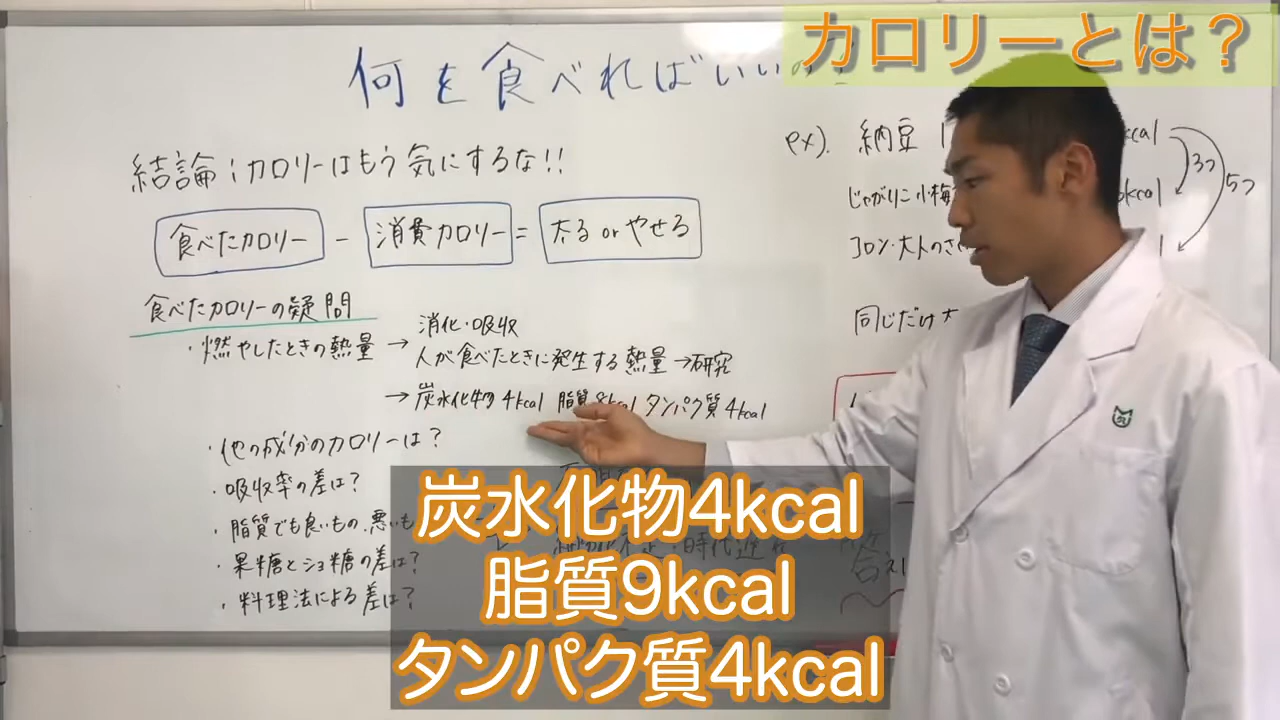 カロリーとは？
何を食べればいいの？
結論：カロリーはもう気にするな!!
食べたカロリー － 消費カロリー = 太る or やせる
食べたカロリーの疑問
・燃やしたときの熱量 → 消化・吸収
人が食べたときに発生する熱量 → 研究
→ 炭水化物 4kcal 脂質 kcal タンパク質 4kcal
・他の成分のカロリーは？
・吸収率の差は？
・脂質でも良いもの、悪いも
・果糖とショ糖の差は？
・料理法による差は？
ex). 納豆 1 kcal
3つ
5つ
じゃがりこ 小梅 kcal
コロン・大人の
同じだけ
炭水化物4kcal
脂質9kcal
タンパク質4kcal